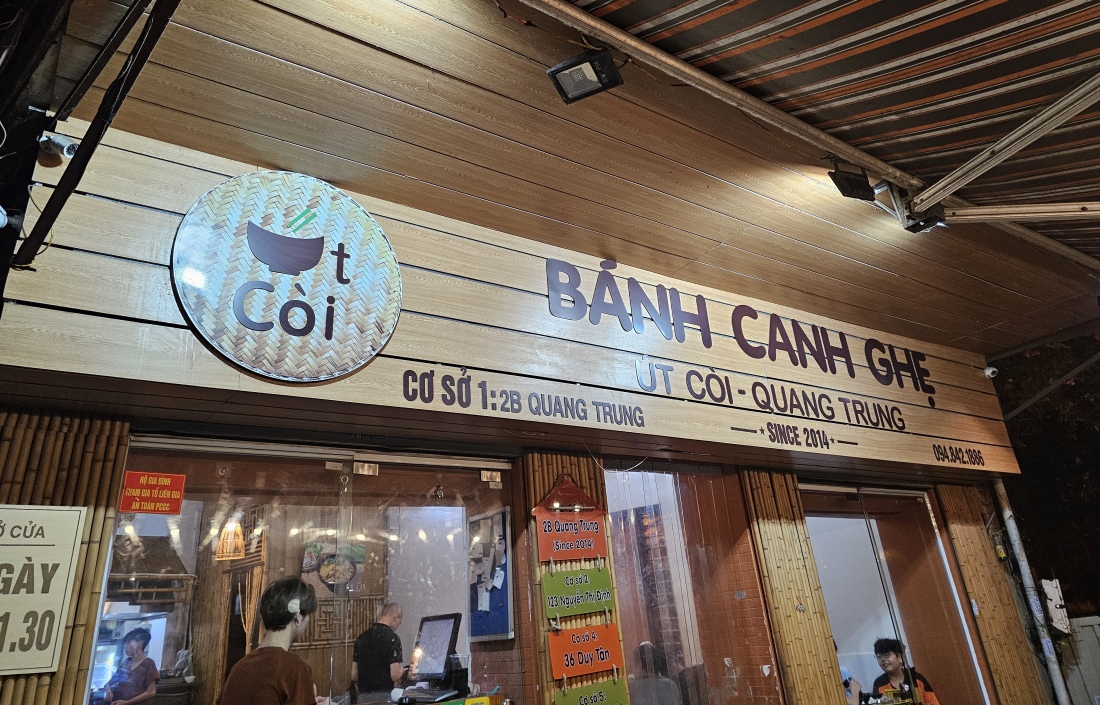 Út
Còi
BÁNH CANH GHẸ
ÚT CÒI - QUANG TRUNG
CƠ SỞ 1: 2B QUANG TRUNG
SINCE 2014
094.842.1886
HỘ GIA ĐÌNH
THAM GIA TỔ LIÊN GIA
AN TOÀN PCCC
CỬA
GÀY
1.30
2B Quang Trung
(Since 2014)
Cơ sở 2:
123 Nguyễn Thị Định
Cơ sở 4:
36 Duy Tân
Cơ sở 5: